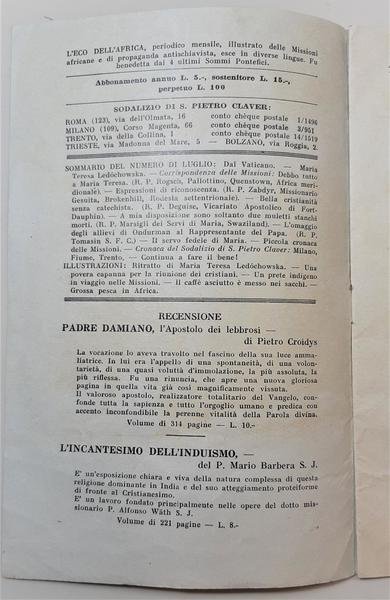 L'ECO DELL'AFRICA, periodico mensile, illustrato delle Missioni
africane e di propaganda antischiavista, esce in diverse lingue. Fu
benedetta dai 4 ultimi Sommi Pontefici.
Abbonamento annuo L. 5.-, sostenitore L. 15.-,
perpetuo L. 100
SODALIZIO DI S. PIETRO CLAVER:
ROMA (123), via dell'Olmata, 16 conto chèque postale 1/1496
MILANO (109), Corso Magenta, 66 conto chèque postale 3/951
TRENTO, via della Collina, 1 conto chèque postale 14/1519
TRIESTE, via Madonna del Mare, 5 — BOLZANO, via Roggia, 2.
SOMMARIO DEL NUMERO DI LUGLIO: Dal Vaticano. — Maria
Teresa Ledóchowska. — Corrispondenza delle Missioni: Debbo tutto
a Maria Teresa. (R. P. Rogsch, Pallottino, Quenstown, Africa meri-
dionale). — Espressioni di riconoscenza. (R. P. Zabdyr, Missionario
Gesuita, Brokenhill, Rodesia settentrionale). — Bella cristianità
senza catechista. (R. P. Deguise, Vicariato Apostolico di Fort-
Dauphin). — A mia disposizione sono soltanto due muletti stanchi
morti. (R. P. Marsigli dei Servi di Maria, Swaziland). — L'omaggio
degli allievi di Ondurman al Rappresentante del Papa. (R. P.
Tomasin S. F. C.) — Il servo fedele di Maria. — Piccola cronaca
delle Missioni. — Cronaca del Sodalizio di S. Pietro Claver: Milano,
Fiume, Trento, — Continua a fare il bene!
ILLUSTRAZIONI: Ritratto di Maria Teresa Ledóchowska. — Una
povera capanna per la riunione dei cristiani. — Un prete indigeno
in viaggio nelle Missioni. — Il caffè asciutto è messo nei sacchi. —
Grossa pesca in Africa.
RECENSIONE
PADRE DAMIANO, l'Apostolo dei lebbrosi —
di Pietro Croidys
La vocazione lo aveva travolto nel fascino della sua luce amma-
liatrice. In lui era l'appello di una spontaneità, di una volon-
tarietà, di una quasi voluttà d'immolazione, la più assoluta, la
più riflessa. Fu una rinuncia, che apre una nuova gloriosa
pagina in quella vita già così magnificamente vissuta.
Il valoroso apostolo, realizzatore totalitario del Vangelo, con-
fonde tutta la sapienza e tutto l'orgoglio umano e predica con
accento inconfondibile la perenne vitalità della Parola divina.
Volume di 314 pagine — L. 10.-
L'INCANTESIMO DELL'INDUISMO, —
del P. Mario Barbera S. J.
E' un'esposizione chiara e viva della natura complessa di questa
religione dominante in India e del suo atteggiamento proteiforme
di fronte al Cristianesimo.
E' un lavoro fondato principalmente nelle opere del dotto mis-
sionario P. Alfonso Wäth S. J.
Volume di 221 pagine — L. 8.-